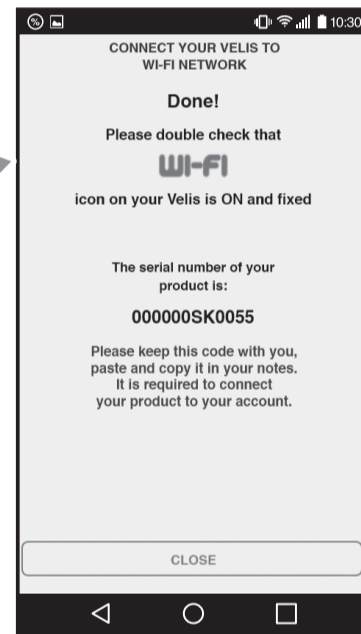 10:30
CONNECT YOUR VELIS TO
WI-FI NETWORK
Done!
Please double check that
WI-FI
icon on your Velis is ON and fixed
The serial number of your
product is:
000000SK0055
Please keep this code with you,
paste and copy it in your notes.
It is required to connect
your product to your account.
CLOSE